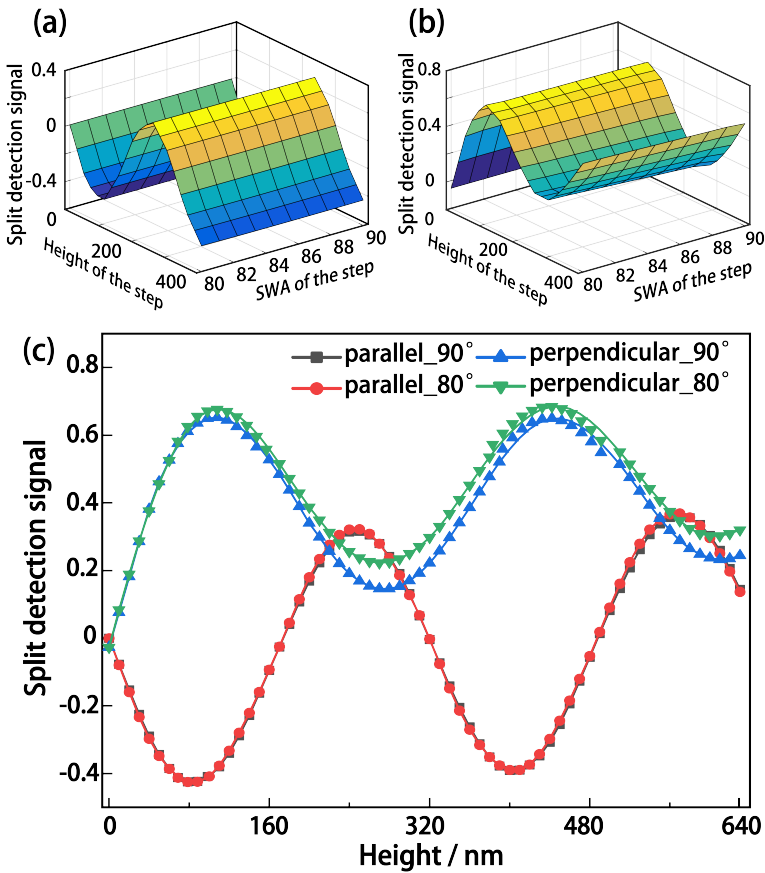 (a)
Split detection signal
0.4
0
-0.4
0
200
400
Height of the step
80
82
84
86
88
90
SWA of the step
(b)
Split detection signal
0.8
0.4
0
0
200
400
Height of the step
80
82
84
86
88
90
SWA of the step
(c)
parallel_90°
perpendicular_90°
parallel_80°
perpendicular_80°
Split detection signal
0.8
0.6
0.4
0.2
0
-0.2
-0.4
0
160
320
480
640
Height / nm